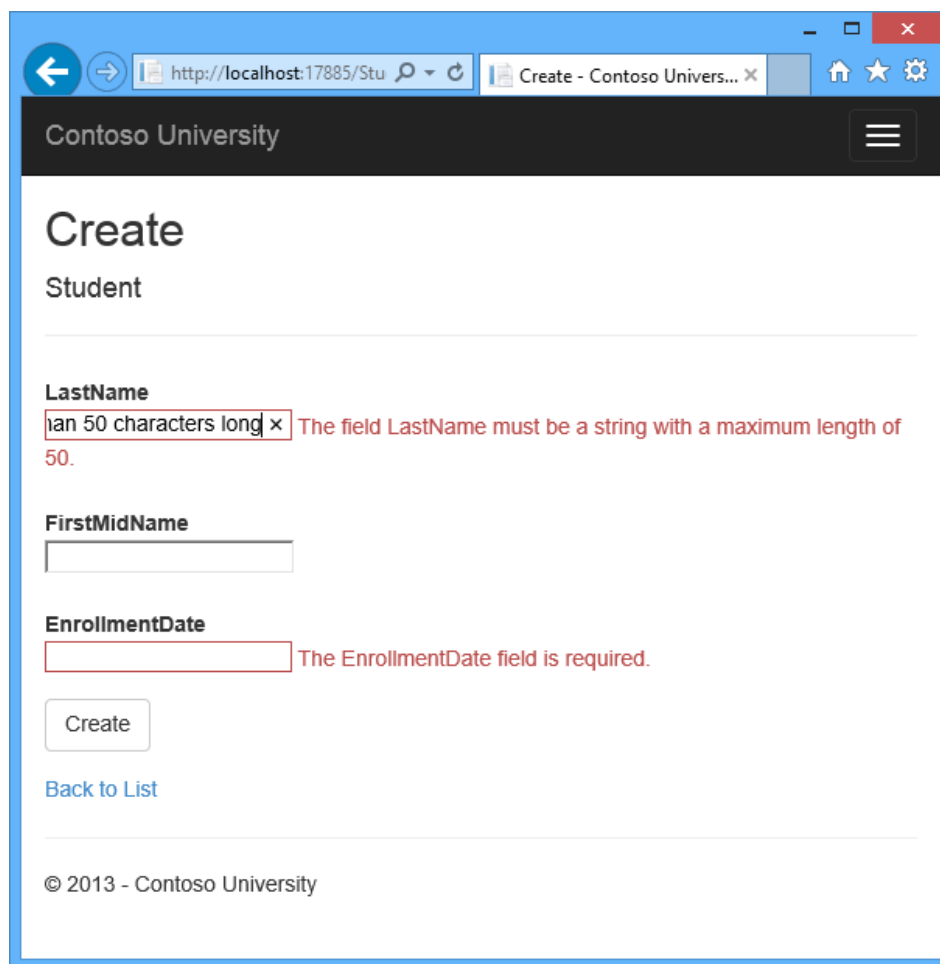 http://localhost:17885/Stu
Create - Contoso Univers...
Contoso University
Create
Student
LastName
50 characters long
The field LastName must be a string with a maximum length of
50.
FirstMidName
EnrollmentDate
The EnrollmentDate field is required.
Create
Back to List
© 2013 - Contoso University